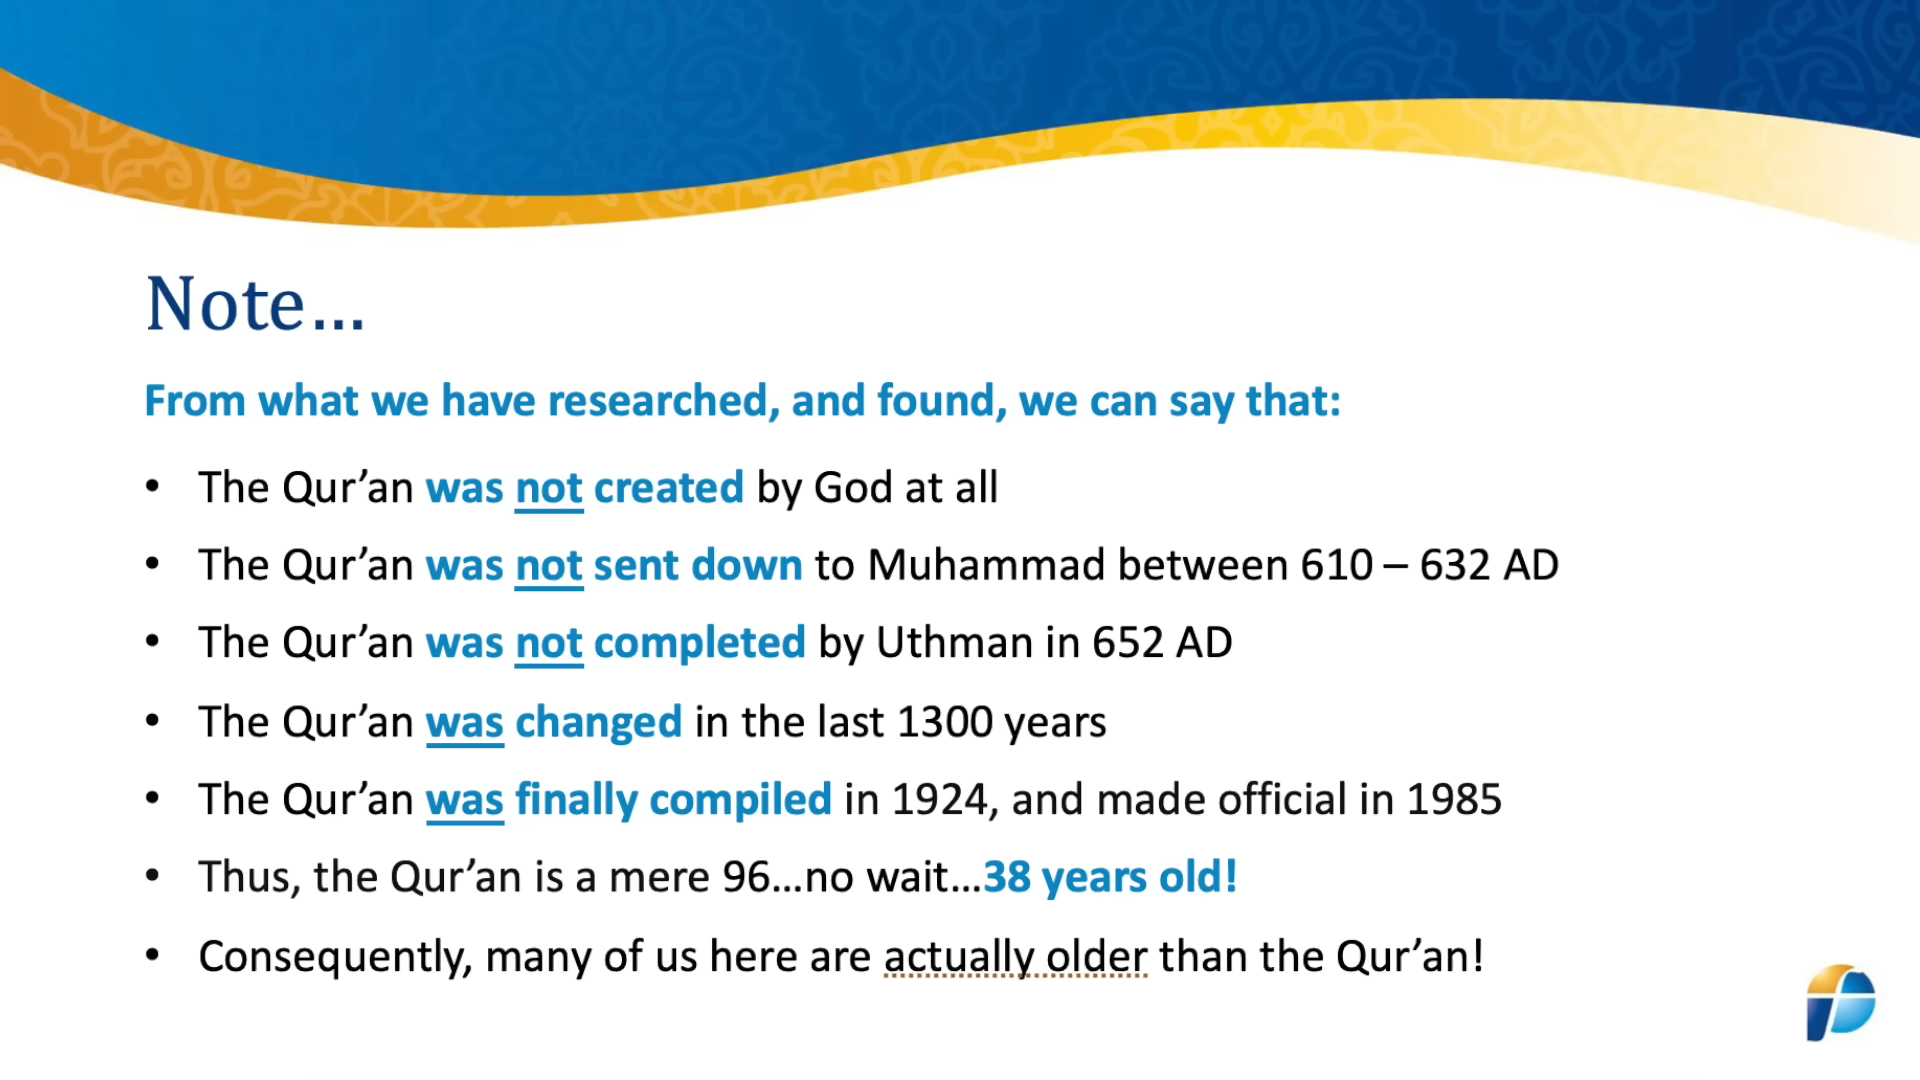 Note...
From what we have researched, and found, we can say that:
• The Qur’an was not created by God at all
• The Qur’an was not sent down to Muhammad between 610 – 632 AD
• The Qur’an was not completed by Uthman in 652 AD
• The Qur’an was changed in the last 1300 years
• The Qur’an was finally compiled in 1924, and made official in 1985
• Thus, the Qur’an is a mere 96...no wait...38 years old!
• Consequently, many of us here are actually older than the Qur’an!